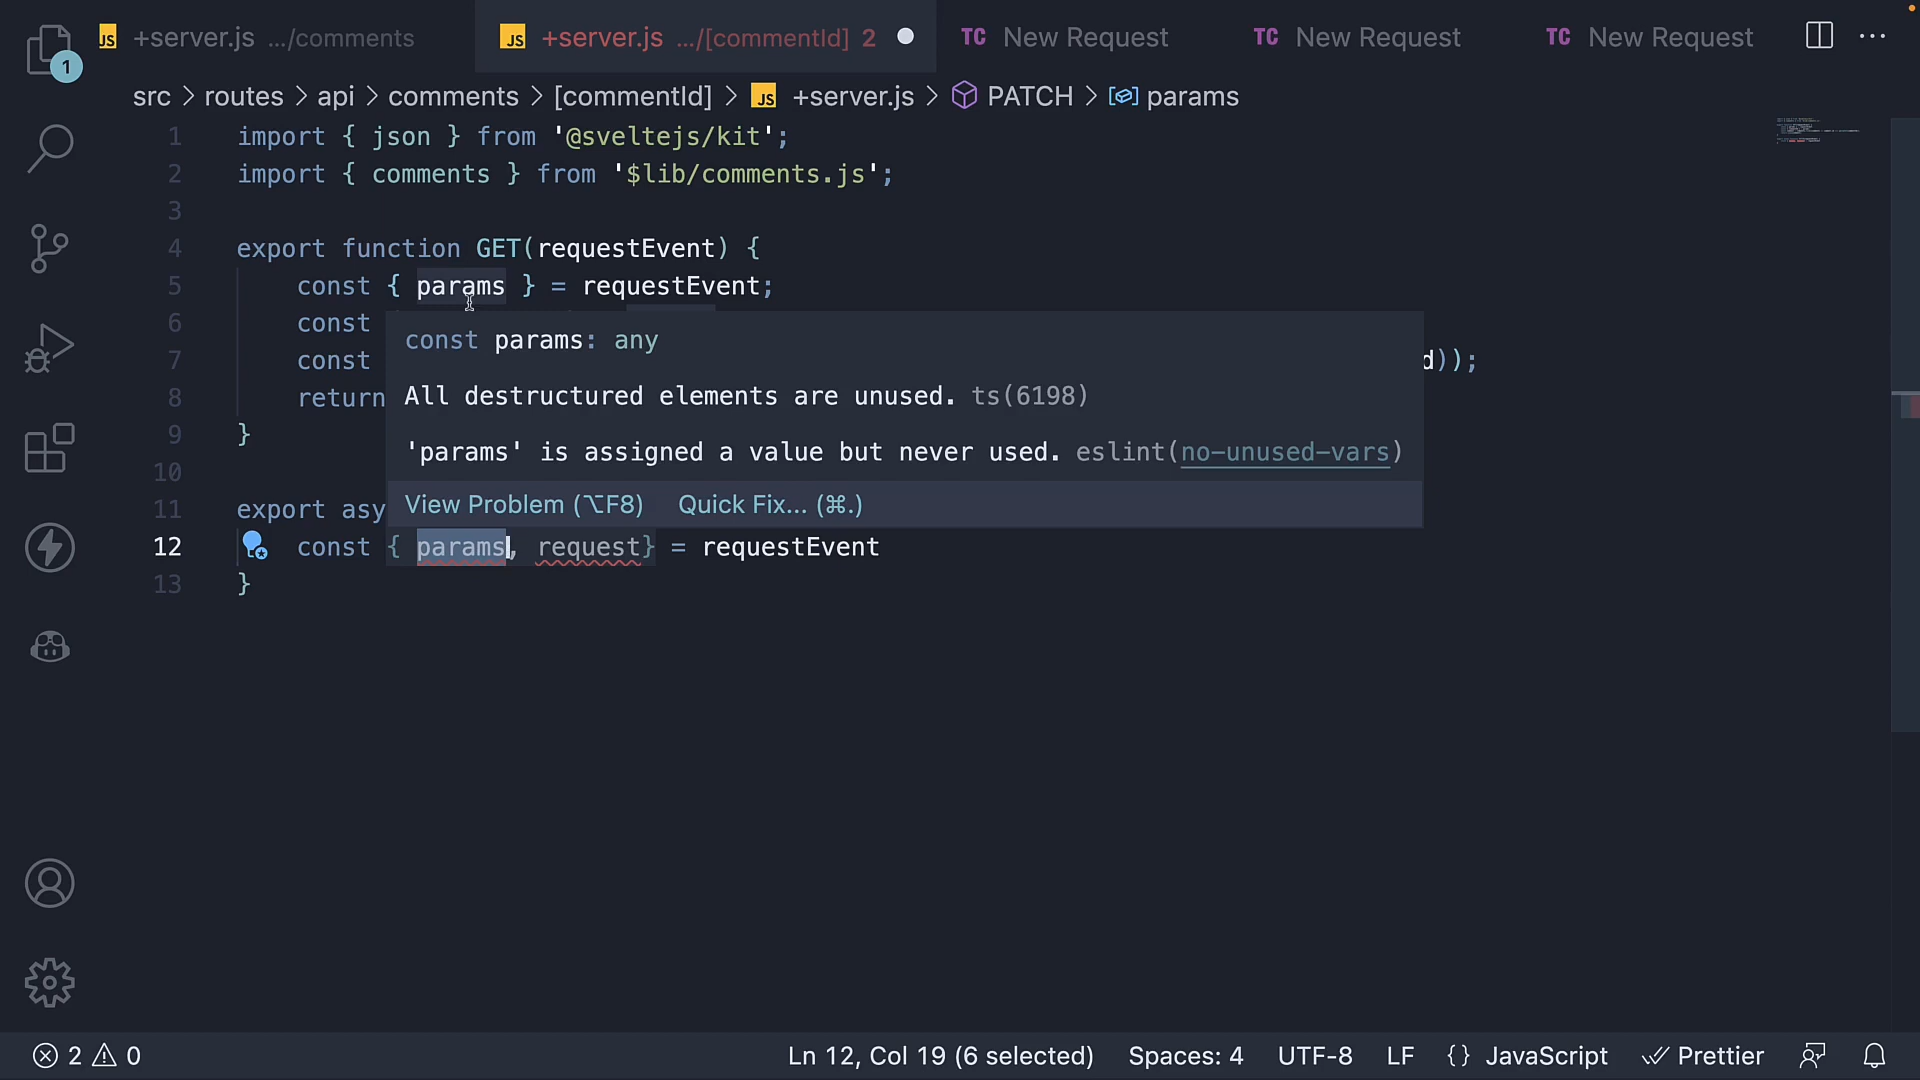 +server.js .../comments
+server.js .../[commentId] 2
TC New Request
TC New Request
TC New Request
1
src > routes > api > comments > [commentId] > JS +server.js > PATCH > params
1 import { json } from '@sveltejs/kit';
2 import { comments } from '$lib/comments.js';
3
4 export function GET(requestEvent) {
5 const { params } = requestEvent;
6 const
7 const d));
8 return
9 }
10
11 export asy
12 const { params, request} = requestEvent
13 }
const params: any
All destructured elements are unused. ts(6198)
'params' is assigned a value but never used. eslint(no-unused-vars)
View Problem (⌥F8) Quick Fix... (⌘.)
2 0 Ln 12, Col 19 (6 selected) Spaces: 4 UTF-8 LF {} JavaScript Prettier